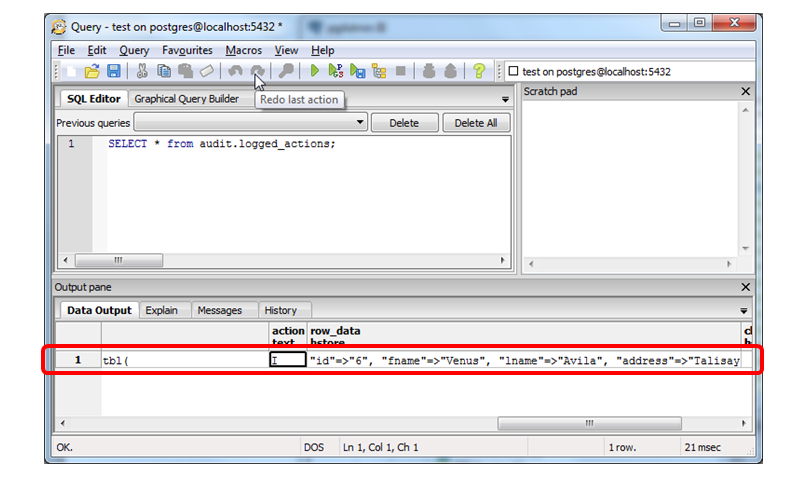 Query - test on postgres@localhost:5432 *
File Edit Query Favourites Macros View Help
test on postgres@localhost:5432
SQL Editor Graphical Query Builder
Redo last action
Scratch pad
Previous queries Delete Delete All
1 SELECT * from audit.logged_actions;
Output pane
Data Output Explain Messages History
action row_data
text hstore
1 tbl( I "id"=>"6", "fname"=>"Venus", "lname"=>"Avila", "address"=>"Talisay
OK. DOS Ln 1, Col 1, Ch 1 1 row. 21 msec